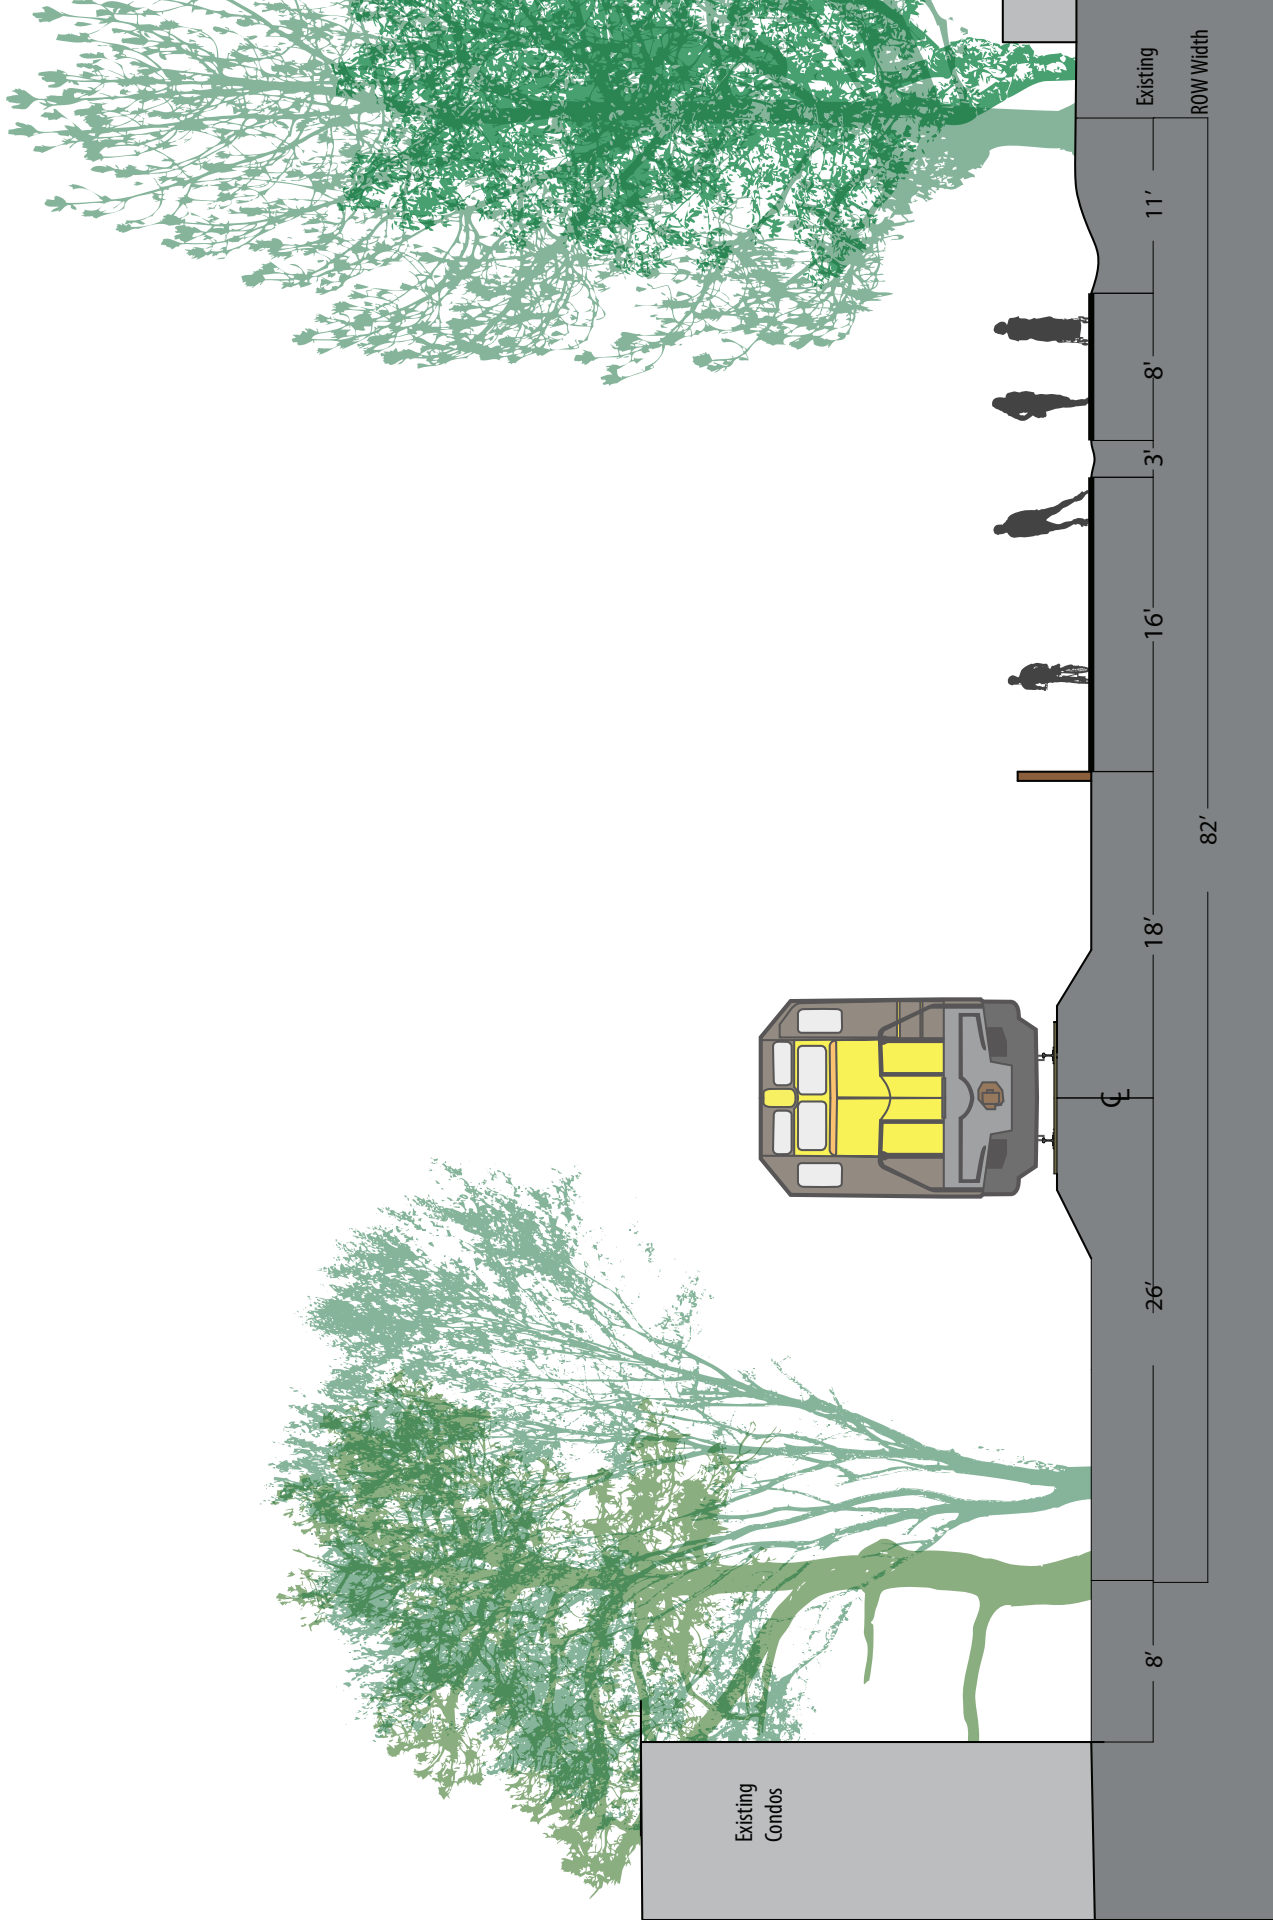 Existing
Condos
℄
8′
26′
18′
16'
3'
8'
11′
Existing
82′
ROW Width